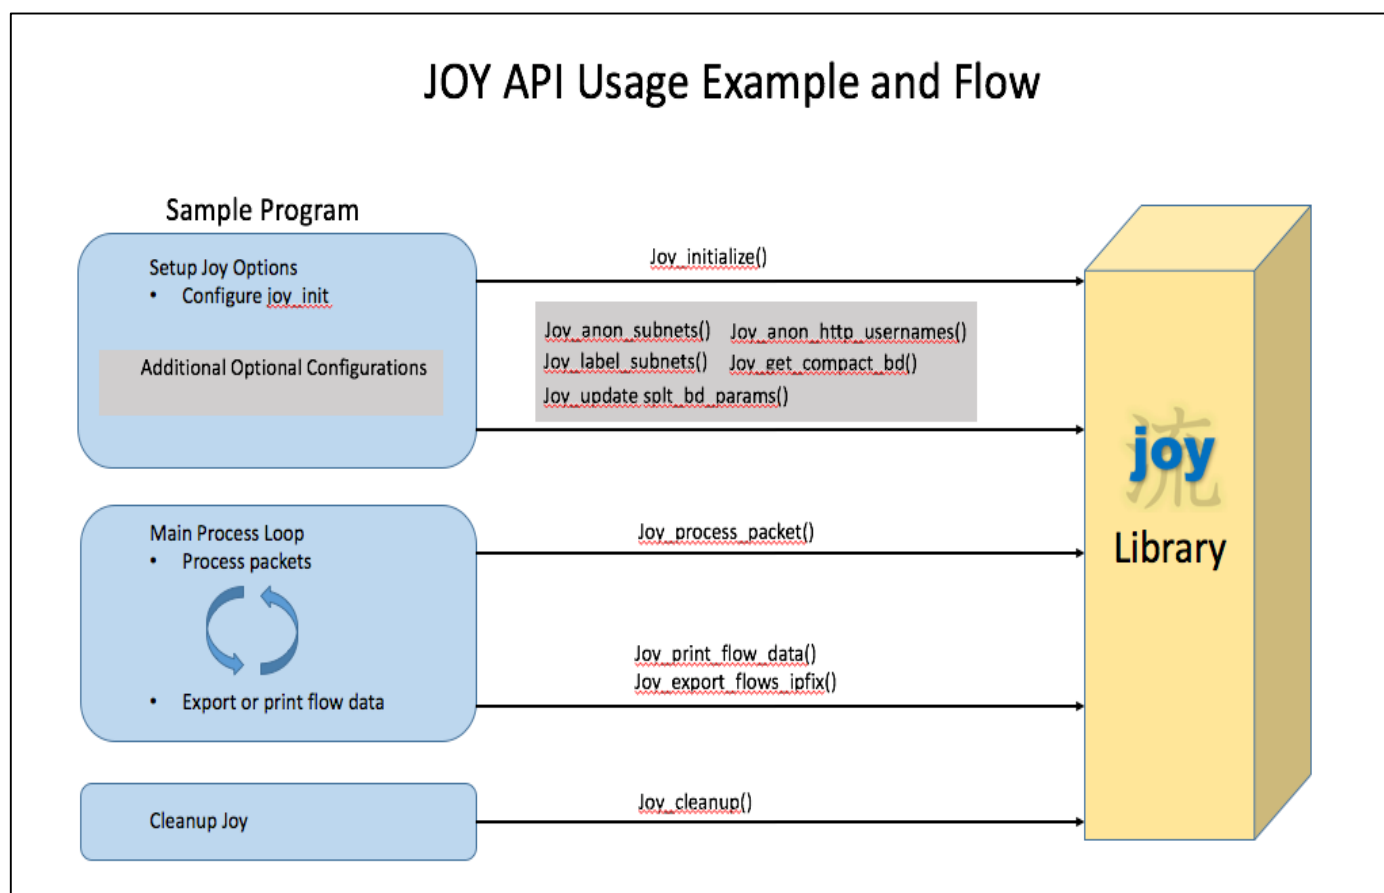 JOY API Usage Example and Flow
Sample Program
Setup Joy Options
• Configure joy_init
Additional Optional Configurations
Joy_initialize()
Joy_anon_subnets() Joy_anon_http_usernames()
Joy_label_subnets() Joy_get_compact_bd()
Joy_update splt_bd_params()
Main Process Loop
• Process packets
• Export or print flow data
Joy_process_packet()
Joy_print_flow_data()
Joy_export_flows_ipfix()
Cleanup Joy
Joy_cleanup()
流
joy
Library